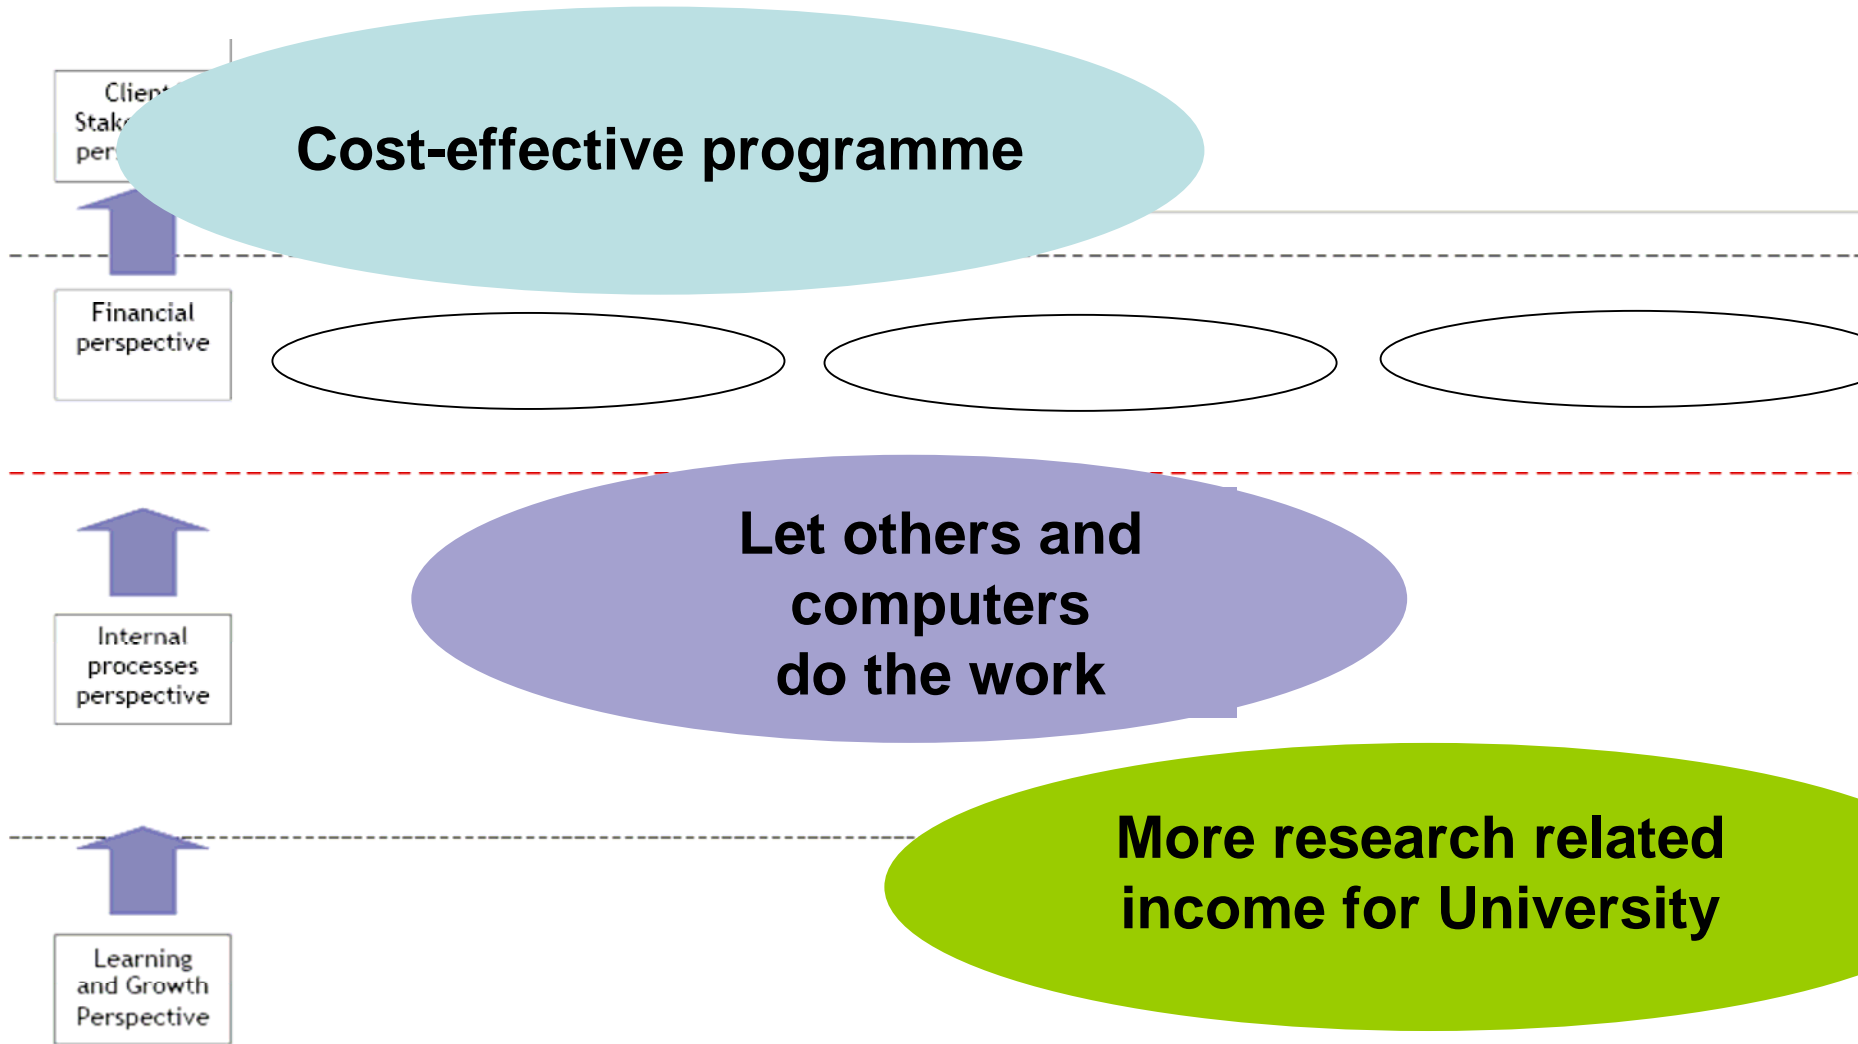 Client
Cost-effective programme
Financial
perspective
Let others and
computers
do the work
Internal
processes
perspective
More research related
income for University
Learning
and Growth
Perspective